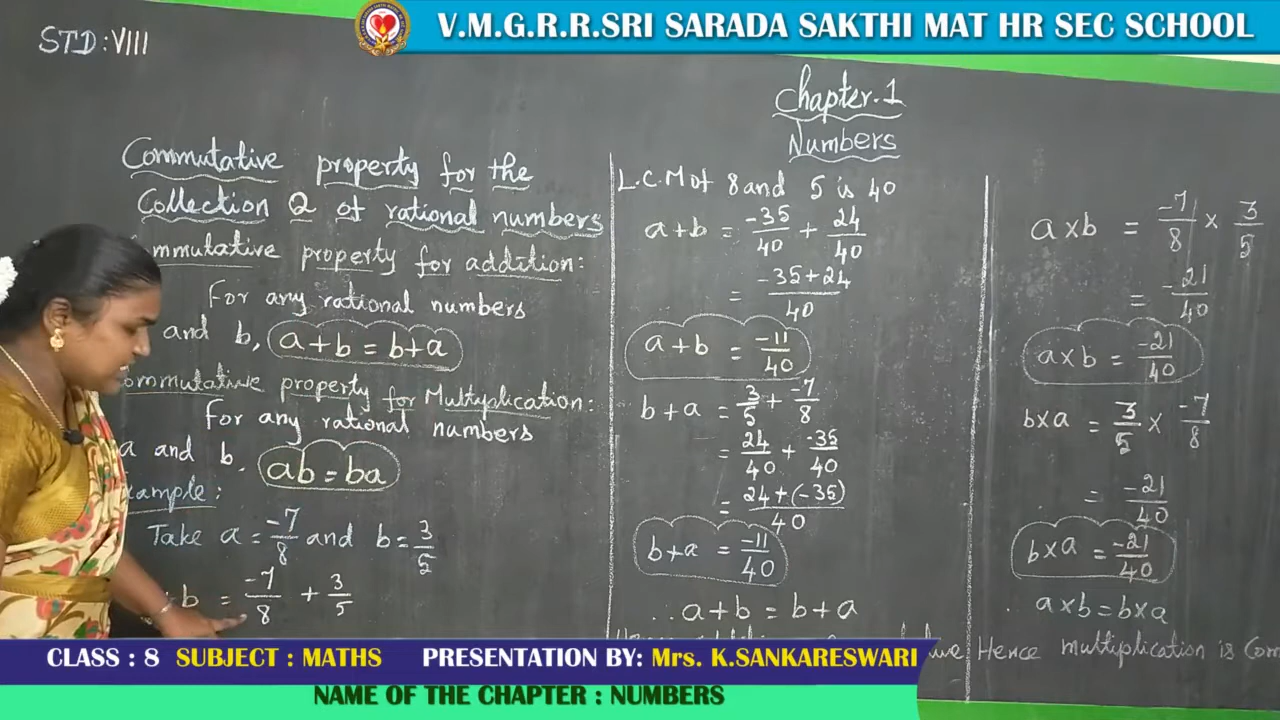 V.M.G.R.R.SRI SARADA SAKTHI MAT HR SEC SCHOOL
STD : VIII
Chapter.1
Numbers
Commutative property for the
Collection Q of rational numbers
property for addition:
For any rational numbers
and b, a+b = b+a
property for Multiplication:
For any rational numbers
a and b, ab = ba
Example:
Take a = -7/8 and b = 3/5
b = -7/8 + 3/5
L.C.M of 8 and 5 is 40
a+b = -35/40 + 24/40
= -35+24/40
a+b = -11/40
b+a = 3/5 + -7/8
= 24/40 + -35/40
= 24+(-35)/40
b+a = -11/40
∴ a+b = b+a
a×b = -7/8 × 3/5
= -21/40
a×b = -21/40
b×a = 3/5 × -7/8
= -21/40
b×a = -21/40
∴ a×b = b×a
Hence multiplication is Com
CLASS : 8 SUBJECT : MATHS PRESENTATION BY: Mrs. K.SANKARESWARI
NAME OF THE CHAPTER : NUMBERS